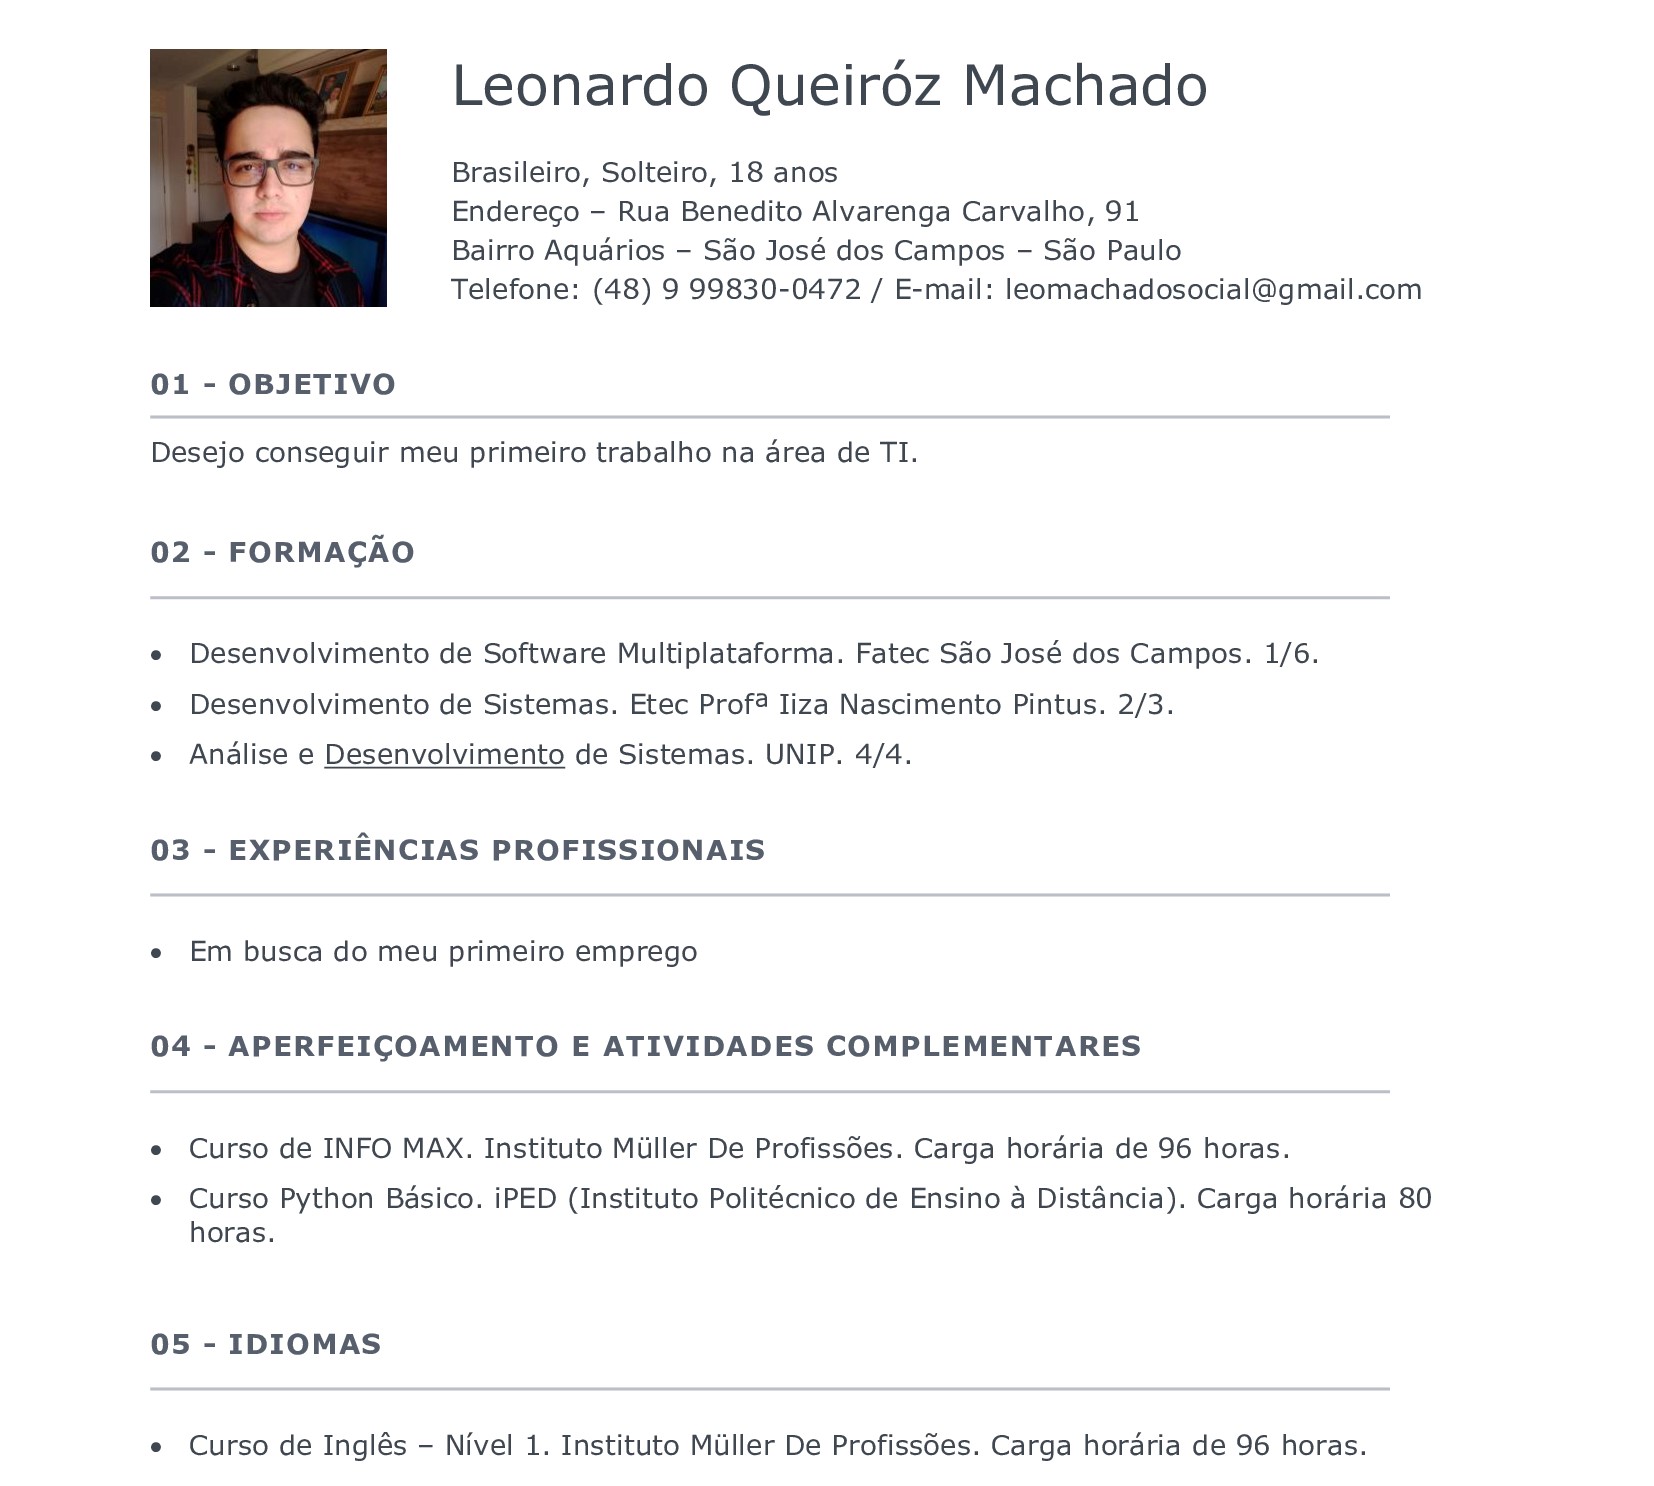 Leonardo Queiróz Machado
Brasileiro, Solteiro, 18 anos
Endereço – Rua Benedito Alvarenga Carvalho, 91
Bairro Aquários – São José dos Campos – São Paulo
Telefone: (48) 9 99830-0472 / E-mail: leomachadosocial@gmail.com
01 - OBJETIVO
Desejo conseguir meu primeiro trabalho na área de TI.
02 - FORMAÇÃO
• Desenvolvimento de Software Multiplataforma. Fatec São José dos Campos. 1/6.
• Desenvolvimento de Sistemas. Etec Profª Iiza Nascimento Pintus. 2/3.
• Análise e Desenvolvimento de Sistemas. UNIP. 4/4.
03 - EXPERIÊNCIAS PROFISSIONAIS
• Em busca do meu primeiro emprego
04 - APERFEIÇOAMENTO E ATIVIDADES COMPLEMENTARES
• Curso de INFO MAX. Instituto Müller De Profissões. Carga horária de 96 horas.
• Curso Python Básico. iPED (Instituto Politécnico de Ensino à Distância). Carga horária 80
horas.
05 - IDIOMAS
• Curso de Inglês – Nível 1. Instituto Müller De Profissões. Carga horária de 96 horas.